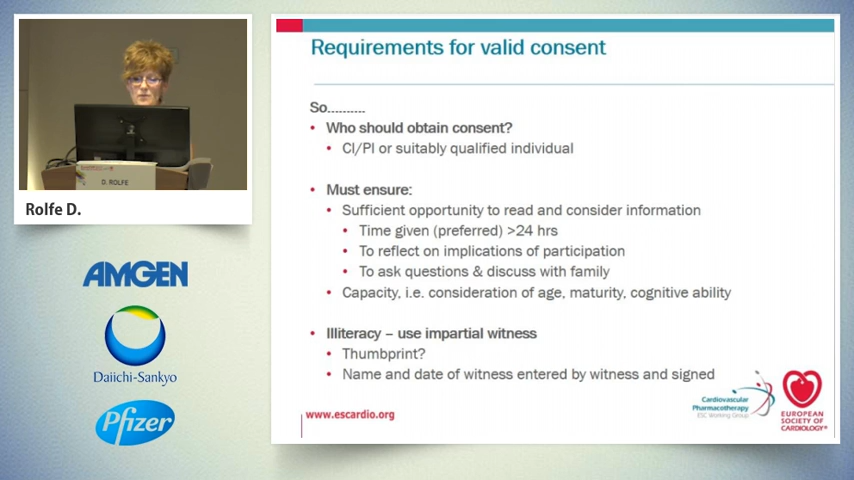 Requirements for valid consent
So..........
• Who should obtain consent?
• CI/PI or suitably qualified individual
• Must ensure:
• Sufficient opportunity to read and consider information
• Time given (preferred) >24 hrs
• To reflect on implications of participation
• To ask questions & discuss with family
• Capacity, i.e. consideration of age, maturity, cognitive ability
• Illiteracy – use impartial witness
• Thumbprint?
• Name and date of witness entered by witness and signed
www.escardio.org
Cardiovascular
Pharmacotherapy
ESC Working Group
EUROPEAN
SOCIETY OF
CARDIOLOGY®
D. ROLFE
Rolfe D.
AMGEN
Daiichi-Sankyo
Pfizer